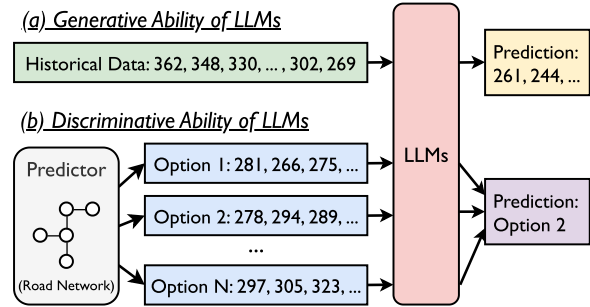 (a) Generative Ability of LLMs
Historical Data: 362, 348, 330, ... , 302, 269
LLMs
Prediction:
261, 244, ...
(b) Discriminative Ability of LLMs
Predictor
(Road Network)
Option 1: 281, 266, 275, ...
Option 2: 278, 294, 289, ...
...
Option N: 297, 305, 323, ...
Prediction:
Option 2